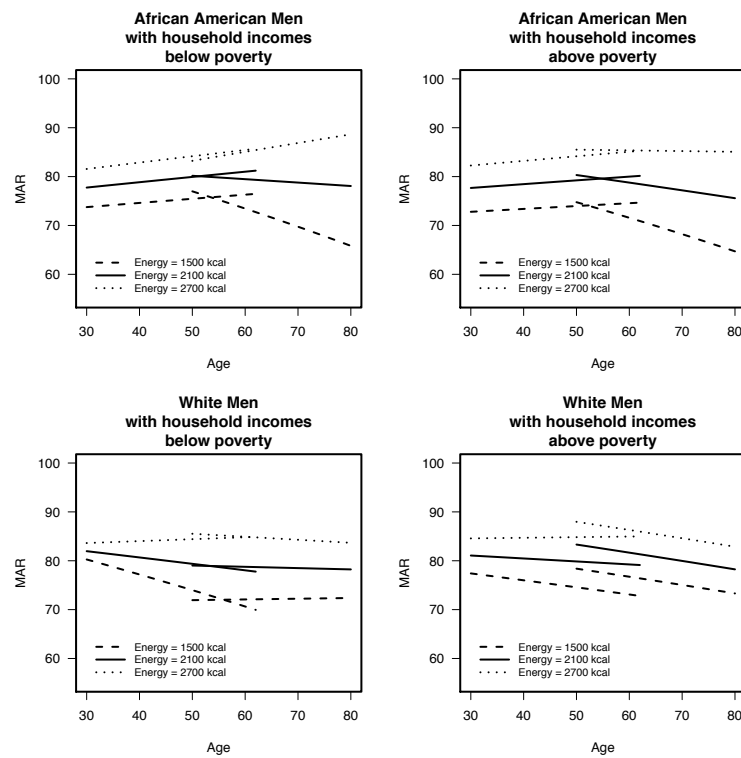 African American Men
with household incomes
below poverty
100
90
80
70
60
MAR
Energy = 1500 kcal
Energy = 2100 kcal
Energy = 2700 kcal
30 40 50 60 70 80
Age
African American Men
with household incomes
above poverty
100
90
80
70
60
MAR
Energy = 1500 kcal
Energy = 2100 kcal
Energy = 2700 kcal
30 40 50 60 70 80
Age
White Men
with household incomes
below poverty
100
90
80
70
60
MAR
Energy = 1500 kcal
Energy = 2100 kcal
Energy = 2700 kcal
30 40 50 60 70 80
Age
White Men
with household incomes
above poverty
100
90
80
70
60
MAR
Energy = 1500 kcal
Energy = 2100 kcal
Energy = 2700 kcal
30 40 50 60 70 80
Age